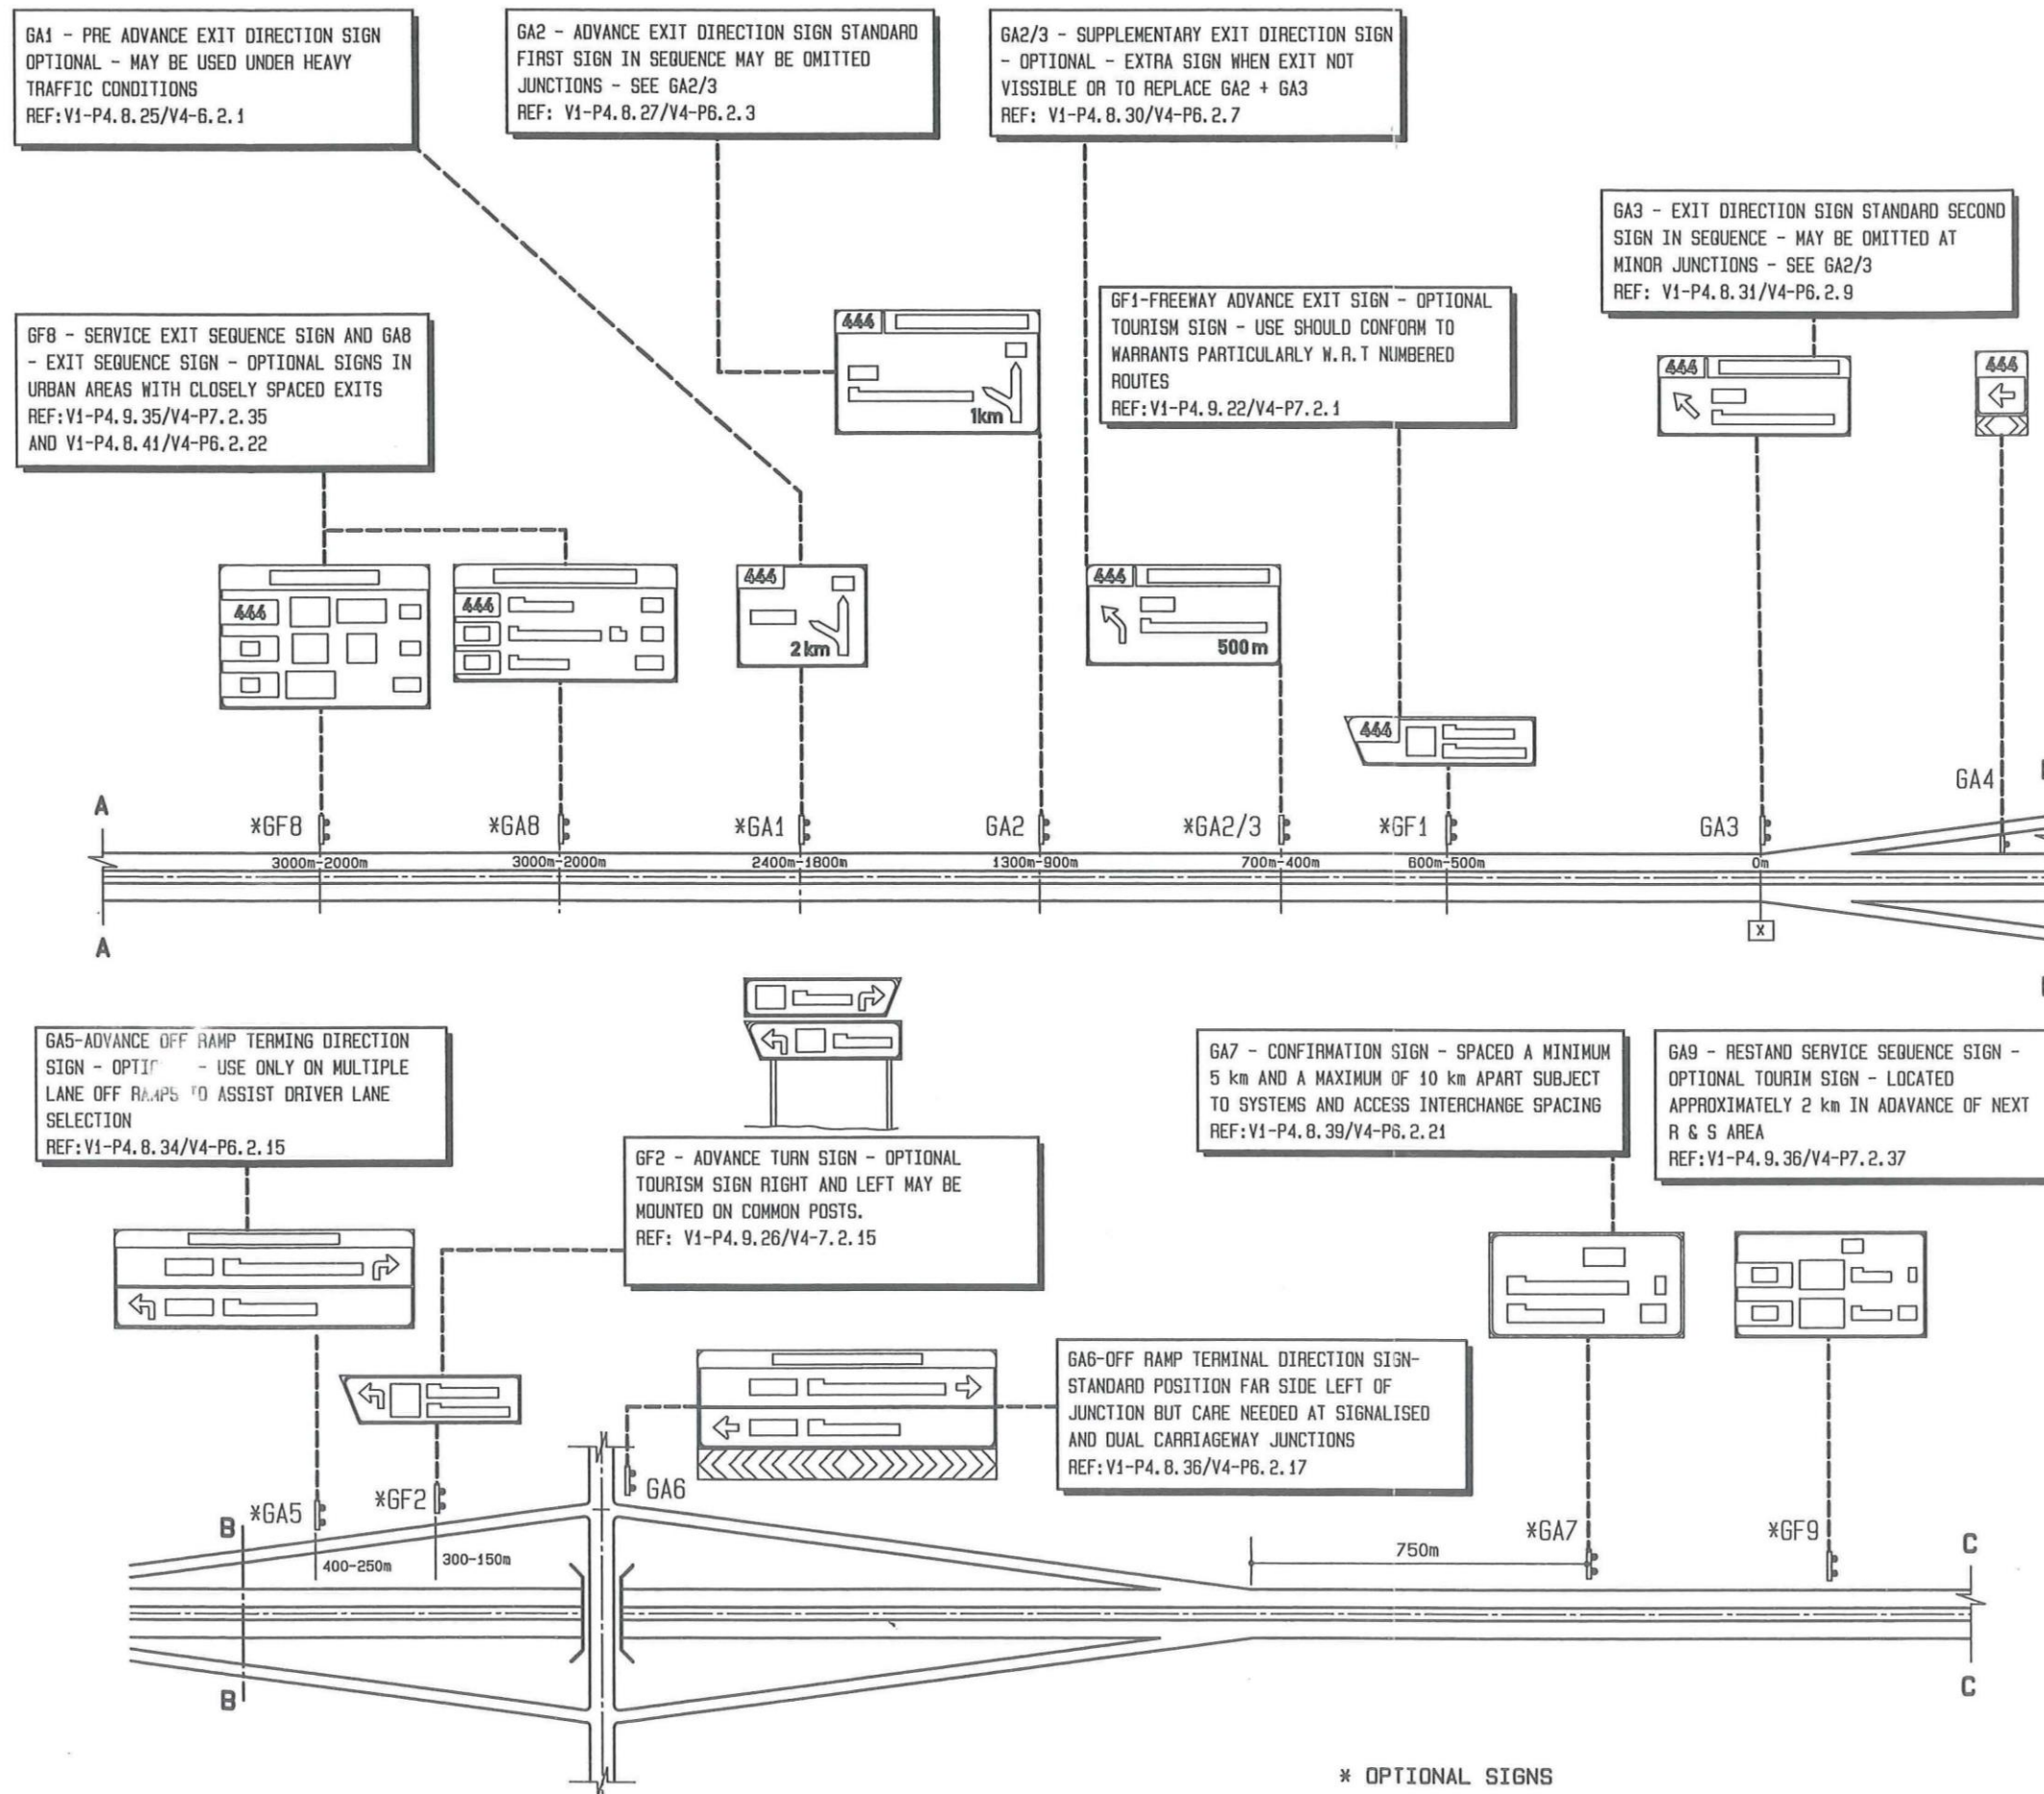 GA1 - PRE ADVANCE EXIT DIRECTION SIGN
OPTIONAL - MAY BE USED UNDER HEAVY
TRAFFIC CONDITIONS
REF:V1-P4.8.25/V4-6.2.1
GA2 - ADVANCE EXIT DIRECTION SIGN STANDARD
FIRST SIGN IN SEQUENCE MAY BE OMITTED
JUNCTIONS - SEE GA2/3
REF: V1-P4.8.27/V4-P6.2.3
GA2/3 - SUPPLEMENTARY EXIT DIRECTION SIGN
- OPTIONAL - EXTRA SIGN WHEN EXIT NOT
VISSIBLE OR TO REPLACE GA2 + GA3
REF: V1-P4.8.30/V4-P6.2.7
GA3 - EXIT DIRECTION SIGN STANDARD SECOND
SIGN IN SEQUENCE - MAY BE OMITTED AT
MINOR JUNCTIONS - SEE GA2/3
REF: V1-P4.8.31/V4-P6.2.9
GF8 - SERVICE EXIT SEQUENCE SIGN AND GA8
- EXIT SEQUENCE SIGN - OPTIONAL SIGNS IN
URBAN AREAS WITH CLOSELY SPACED EXITS
REF:V1-P4.9.35/V4-P7.2.35
AND V1-P4.8.41/V4-P6.2.22
GF1-FREEWAY ADVANCE EXIT SIGN - OPTIONAL
TOURISM SIGN - USE SHOULD CONFORM TO
WARRANTS PARTICULARLY W.R.T NUMBERED
ROUTES
REF:V1-P4.9.22/V4-P7.2.1
444
1km
444
444
444
444
444
2km
444
500m
444
A
*GF8
*GA8
*GA1
GA2
*GA2/3
*GF1
GA3
GA4
3000m-2000m
3000m-2000m
2400m-1800m
1300m-900m
700m-400m
800m-500m
0m
A
X
GA5-ADVANCE OFF RAMP TERMING DIRECTION
SIGN - - USE ONLY ON MULTIPLE
LANE OFF RAMPS TO ASSIST DRIVER LANE
SELECTION
REF:V1-P4.8.34/V4-P6.2.15
GF2 - ADVANCE TURN SIGN - OPTIONAL
TOURISM SIGN RIGHT AND LEFT MAY BE
MOUNTED ON COMMON POSTS.
REF: V1-P4.9.26/V4-7.2.15
GA7 - CONFIRMATION SIGN - SPACED A MINIMUM
5 km AND A MAXIMUM OF 10 km APART SUBJECT
TO SYSTEMS AND ACCESS INTERCHANGE SPACING
REF:V1-P4.8.39/V4-P6.2.21
GA9 - RESTAND SERVICE SEQUENCE SIGN -
OPTIONAL TOURIM SIGN - LOCATED
APPROXIMATELY 2 km IN ADAVANCE OF NEXT
R & S AREA
REF:V1-P4.9.36/V4-P7.2.37
GA6-OFF RAMP TERMINAL DIRECTION SIGN-
STANDARD POSITION FAR SIDE LEFT OF
JUNCTION BUT CARE NEEDED AT SIGNALISED
AND DUAL CARRIAGEWAY JUNCTIONS
REF:V1-P4.8.36/V4-P6.2.17
B
*GA5
*GF2
GA6
*GA7
*GF9
400-250m
300-150m
750m
C
B
C
* OPTIONAL SIGNS